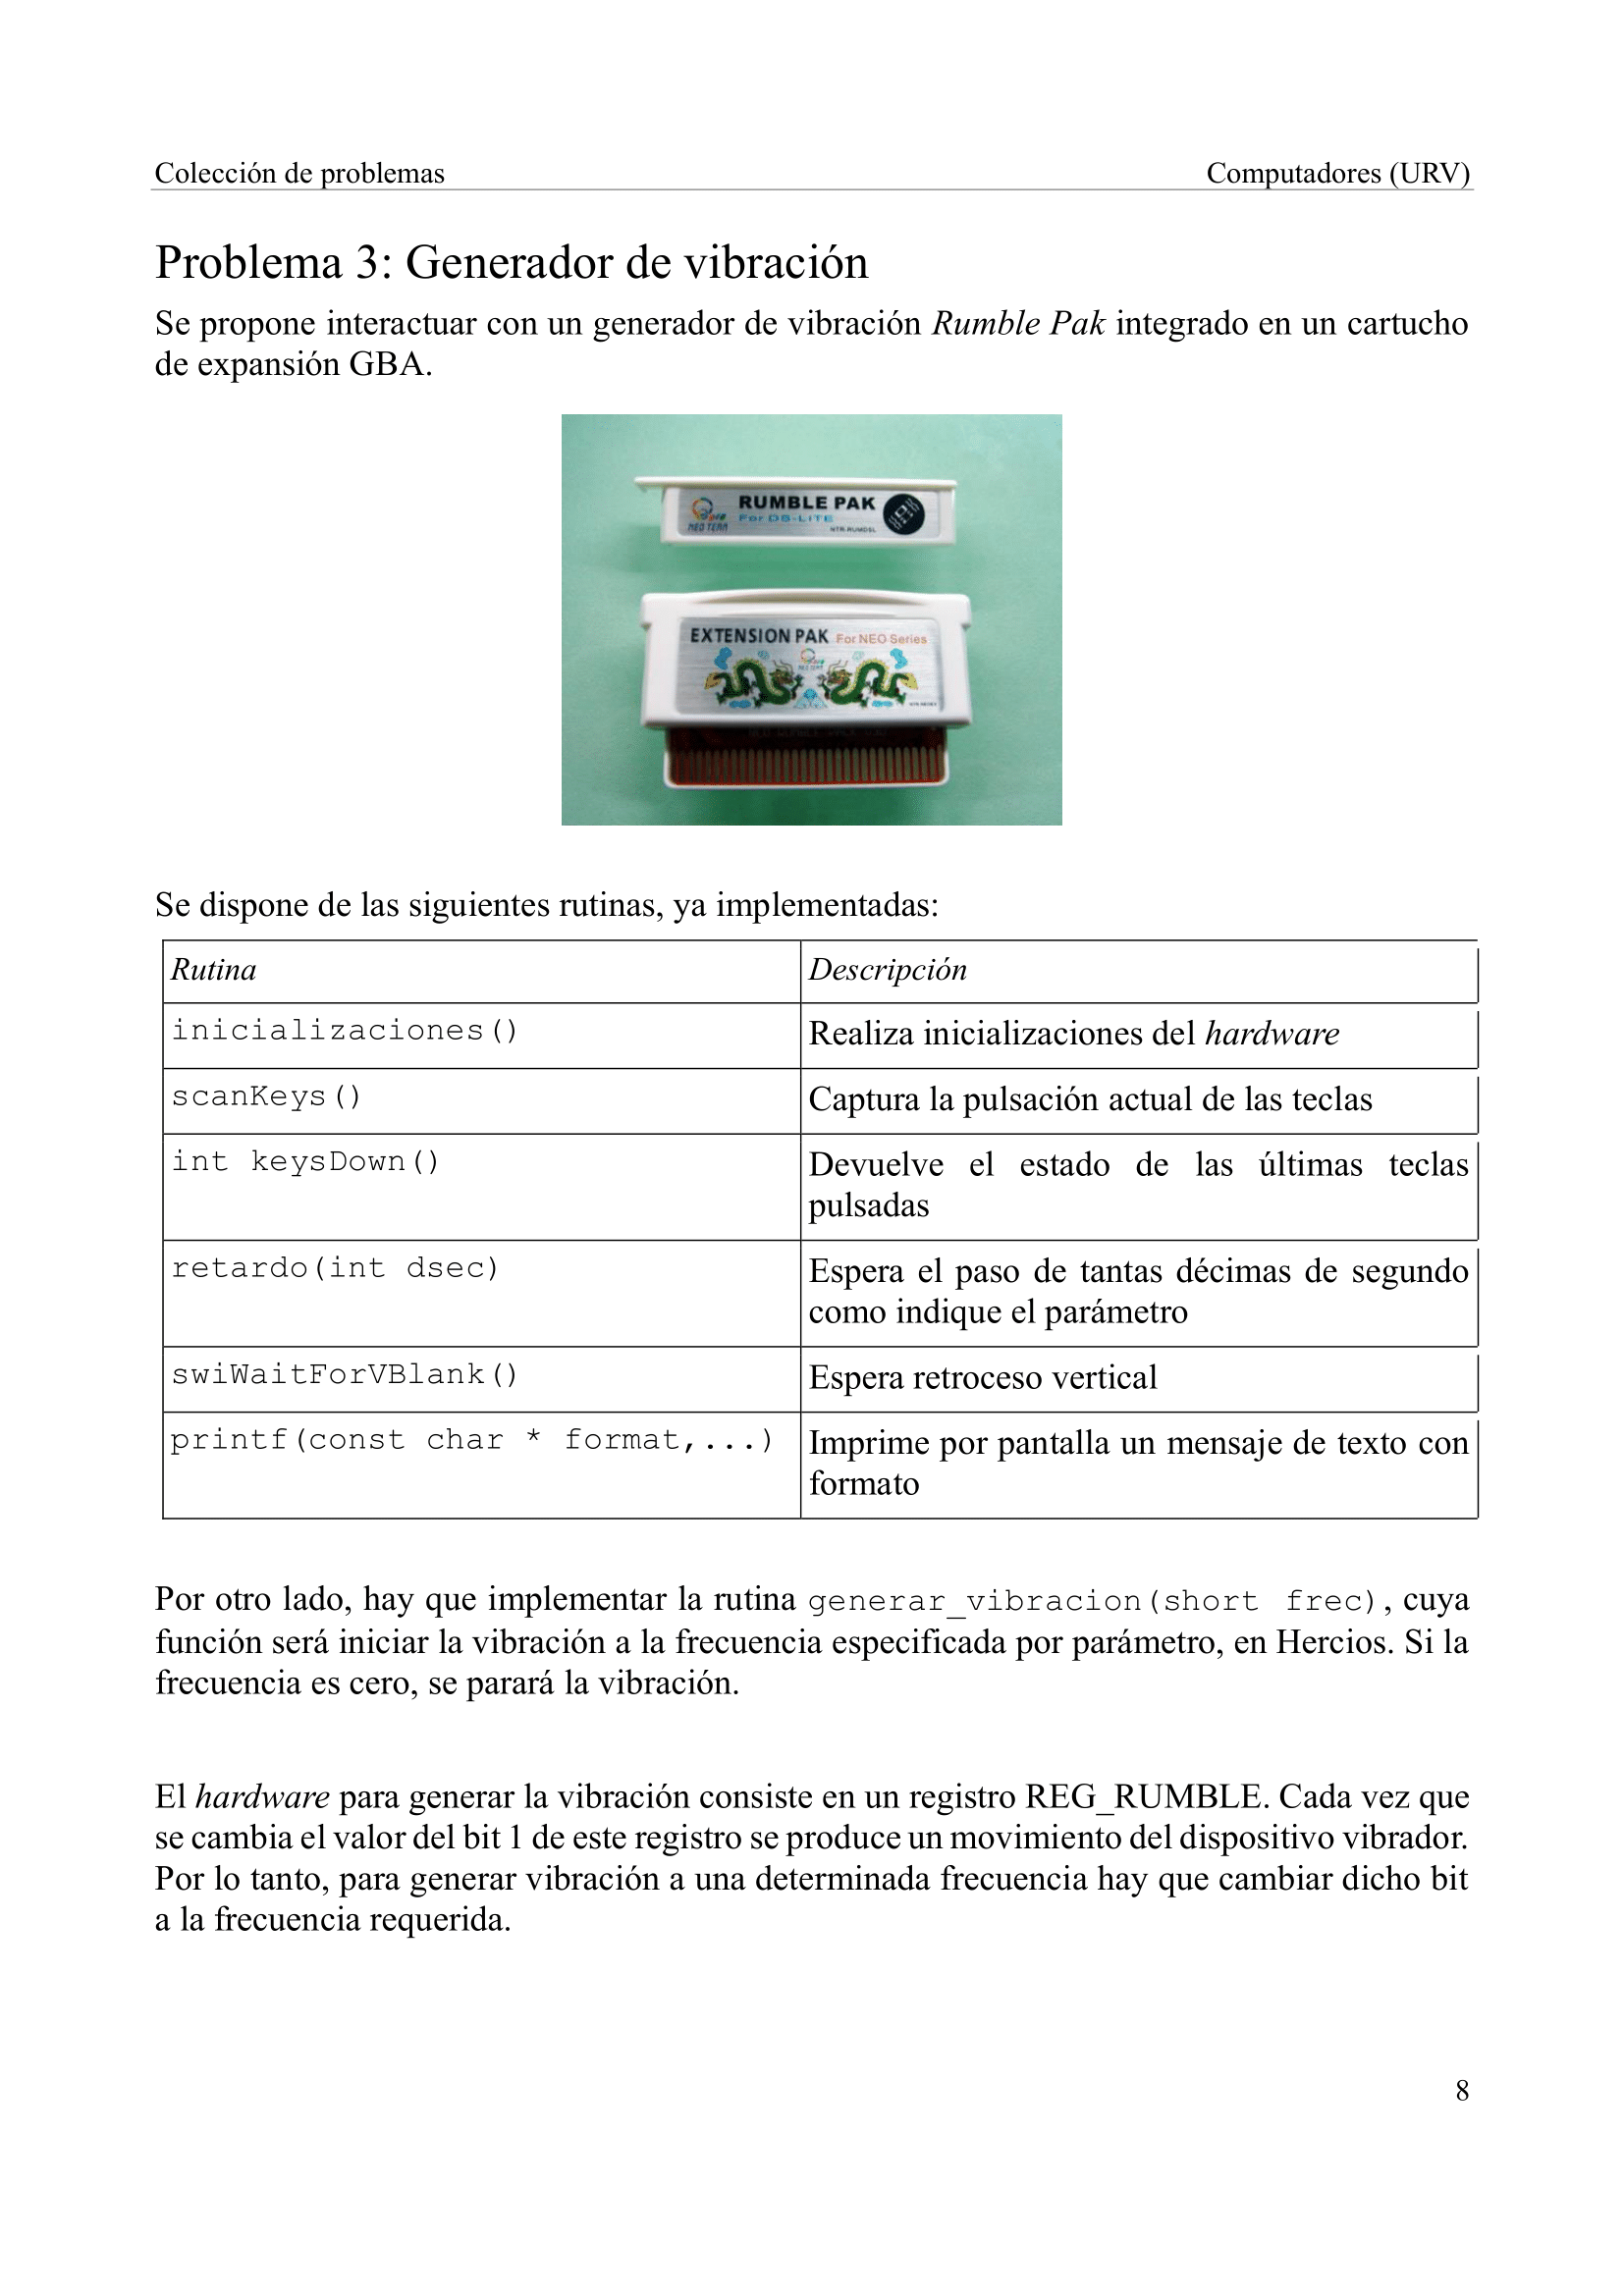 Colección de problemas
Computadores (URV)
Problema 3: Generador de vibración
Se propone interactuar con un generador de vibración Rumble Pak integrado en un cartucho
de expansión GBA.
RUMBLE PAK
For DS-LITE
NEO TEAM
NTR-RUMDSL
EXTENSION PAK For NEO Series
Se dispone de las siguientes rutinas, ya implementadas:
Rutina
Descripción
inicializaciones()
Realiza inicializaciones del hardware
scanKeys()
Captura la pulsación actual de las teclas
int keysDown()
Devuelve el estado de las últimas teclas
pulsadas
retardo(int dsec)
Espera el paso de tantas décimas de segundo
como indique el parámetro
swiWaitForVBlank()
Espera retroceso vertical
printf(const char * format,...)
Imprime por pantalla un mensaje de texto con
formato
Por otro lado, hay que implementar la rutina generar_vibracion(short frec), cuya
función será iniciar la vibración a la frecuencia especificada por parámetro, en Hercios. Si la
frecuencia es cero, se parará la vibración.
El hardware para generar la vibración consiste en un registro REG_RUMBLE. Cada vez que
se cambia el valor del bit 1 de este registro se produce un movimiento del dispositivo vibrador.
Por lo tanto, para generar vibración a una determinada frecuencia hay que cambiar dicho bit
a la frecuencia requerida.
8